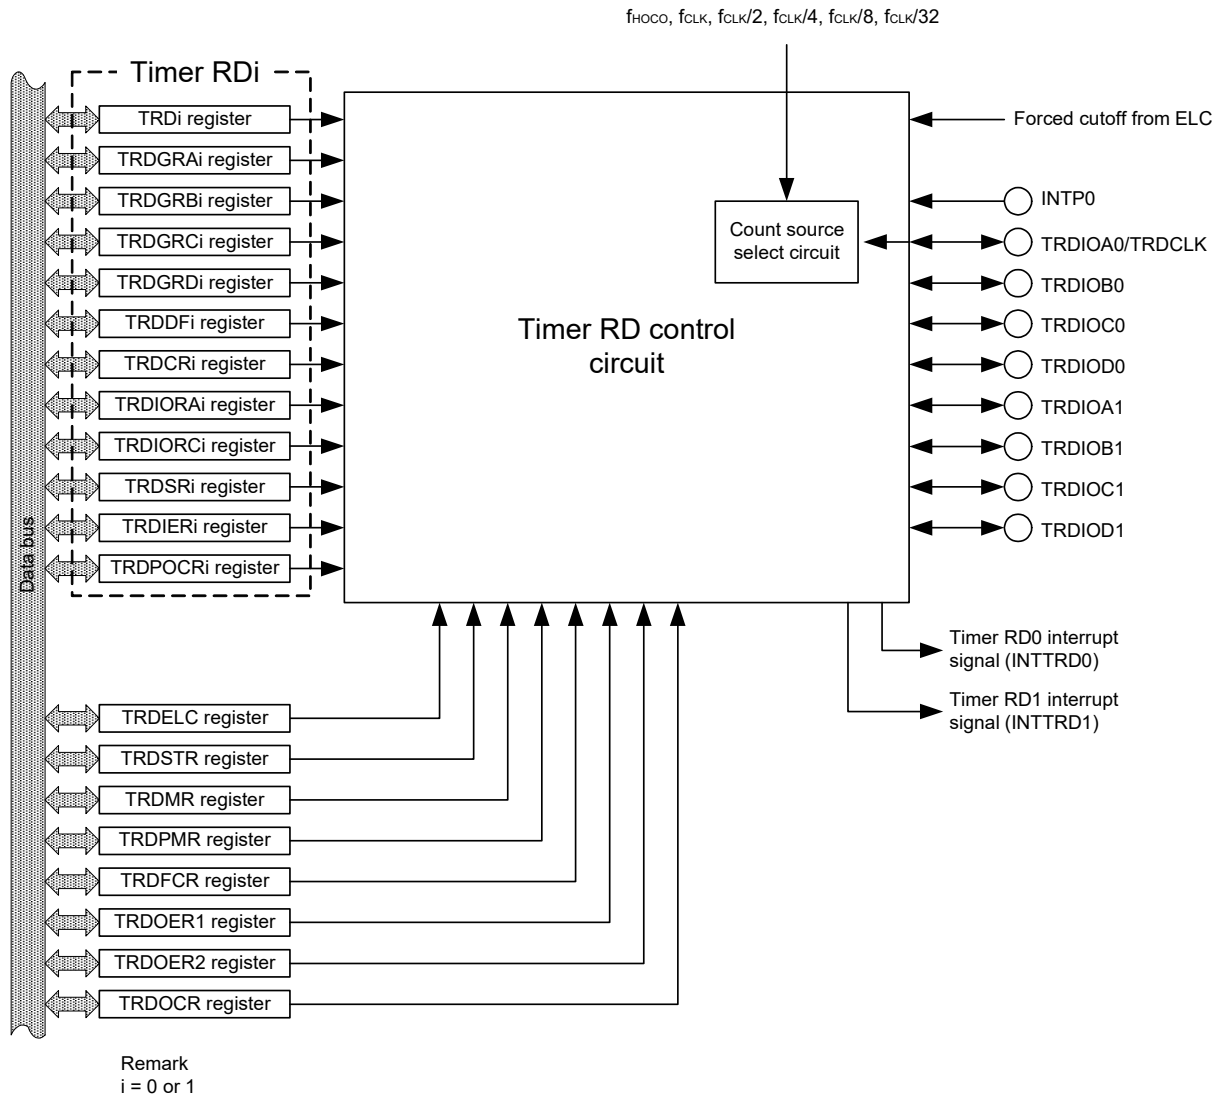 fHOCO, fCLK, fCLK/2, fCLK/4, fCLK/8, fCLK/32
Timer RDi
TRDi register
TRDGRAi register
TRDGRBi register
TRDGRCi register
TRDGRDi register
TRDDFi register
TRDCRi register
TRDIORAi register
TRDIORCi register
TRDSRi register
TRDIERi register
TRDPOCRi register
Data bus
Count source
select circuit
Timer RD control
circuit
Forced cutoff from ELC
INTP0
TRDIOA0/TRDCLK
TRDIOB0
TRDIOC0
TRDIOD0
TRDIOA1
TRDIOB1
TRDIOC1
TRDIOD1
Timer RD0 interrupt
signal (INTTRD0)
Timer RD1 interrupt
signal (INTTRD1)
TRDELC register
TRDSTR register
TRDMR register
TRDPMR register
TRDFCR register
TRDOER1 register
TRDOER2 register
TRDOCR register
Remark
i = 0 or 1